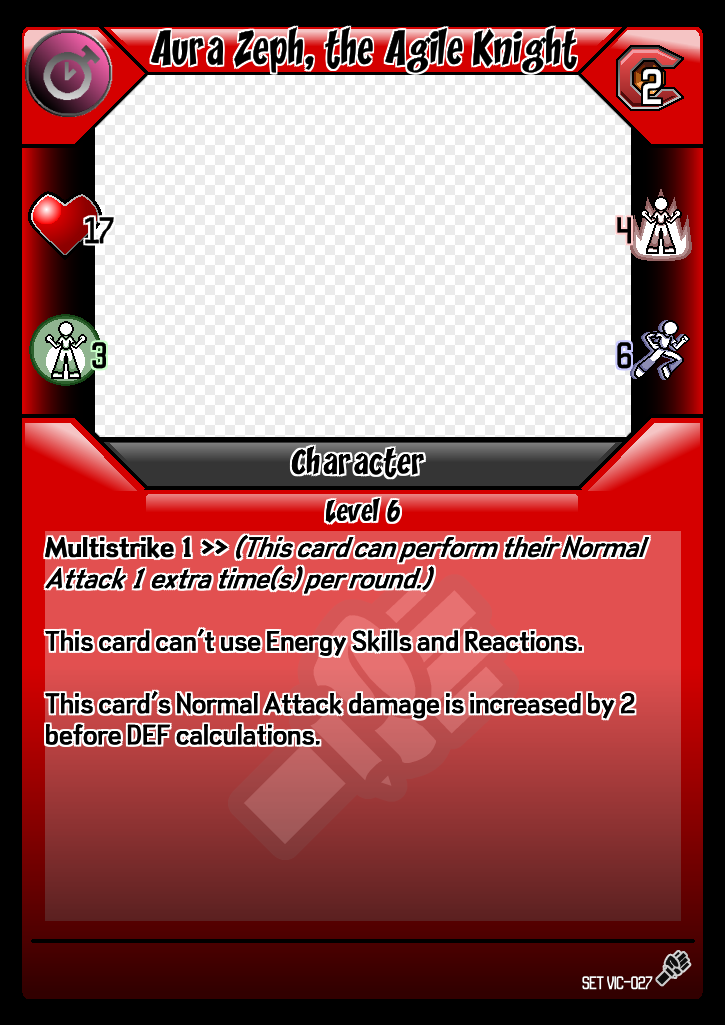 Aura Zeph, the Agile Knight
2
17
4
3
6
Character
Level 6
Multistrike 1 >> (This card can perform their Normal
Attack 1 extra time(s) per round.)
This card can't use Energy Skills and Reactions.
This card's Normal Attack damage is increased by 2
before DEF calculations.
SET VIC-027